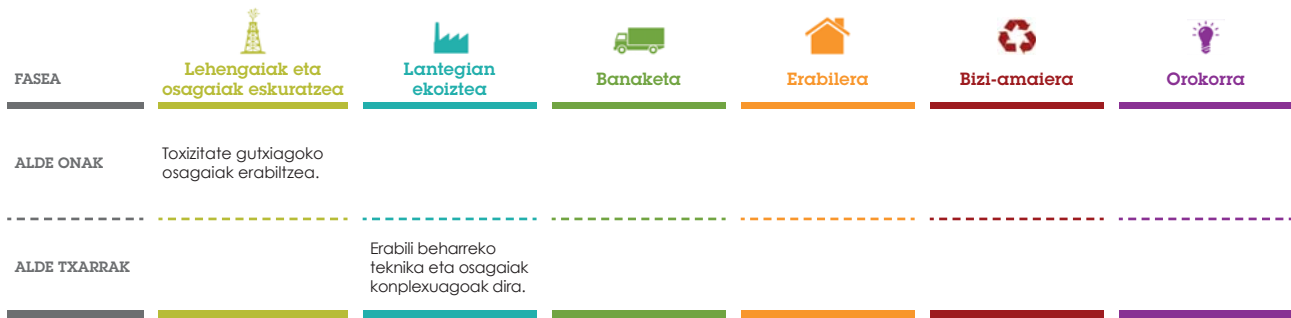 FASEA
Lehengaiak eta
osagaiak eskuratzea
Lantegian
ekoiztea
Banaketa
Erabilera
Bizi-amaiera
Orokorra
ALDE ONAK
Toxizitate gutxiagoko
osagaiak erabiltzea.
ALDE TXARRAK
Erabili beharreko
teknika eta osagaiak
konplexuagoak dira.